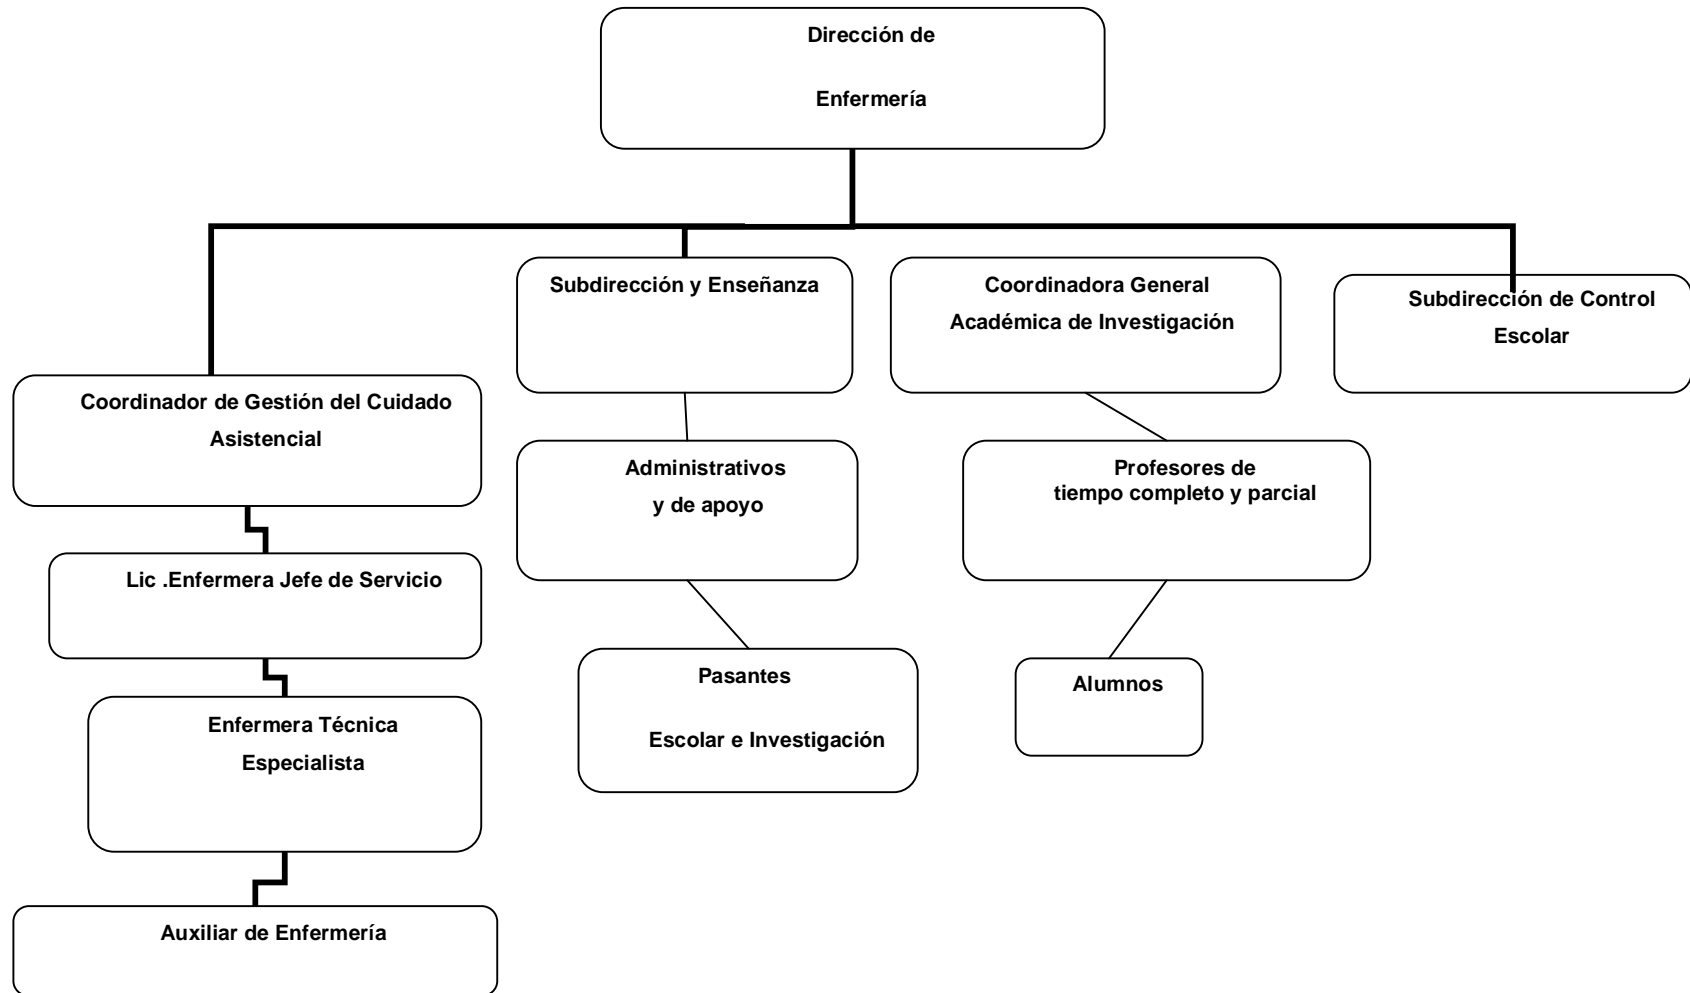 Dirección de
Enfermería
Subdirección y Enseñanza
Coordinadora General
Académica de Investigación
Subdirección de Control
Escolar
Coordinador de Gestión del Cuidado
Asistencial
Administrativos
y de apoyo
Profesores de
tiempo completo y parcial
Lic .Enfermera Jefe de Servicio
Pasantes
Escolar e Investigación
Alumnos
Enfermera Técnica
Especialista
Auxiliar de Enfermería